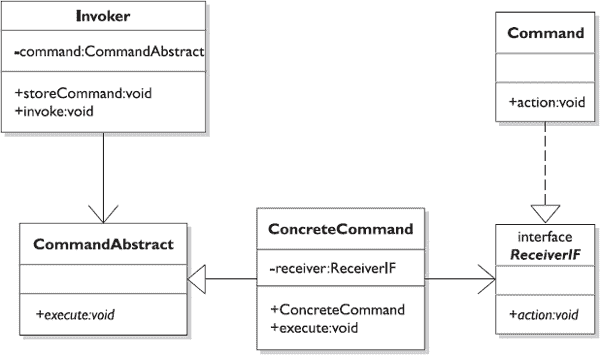 Invoker
-command:CommandAbstract
+storeCommand:void
+invoke:void
Command
+action:void
CommandAbstract
+execute:void
ConcreteCommand
-receiver:ReceiverIF
+ConcreteCommand
+execute:void
interface
ReceiverIF
+action:void